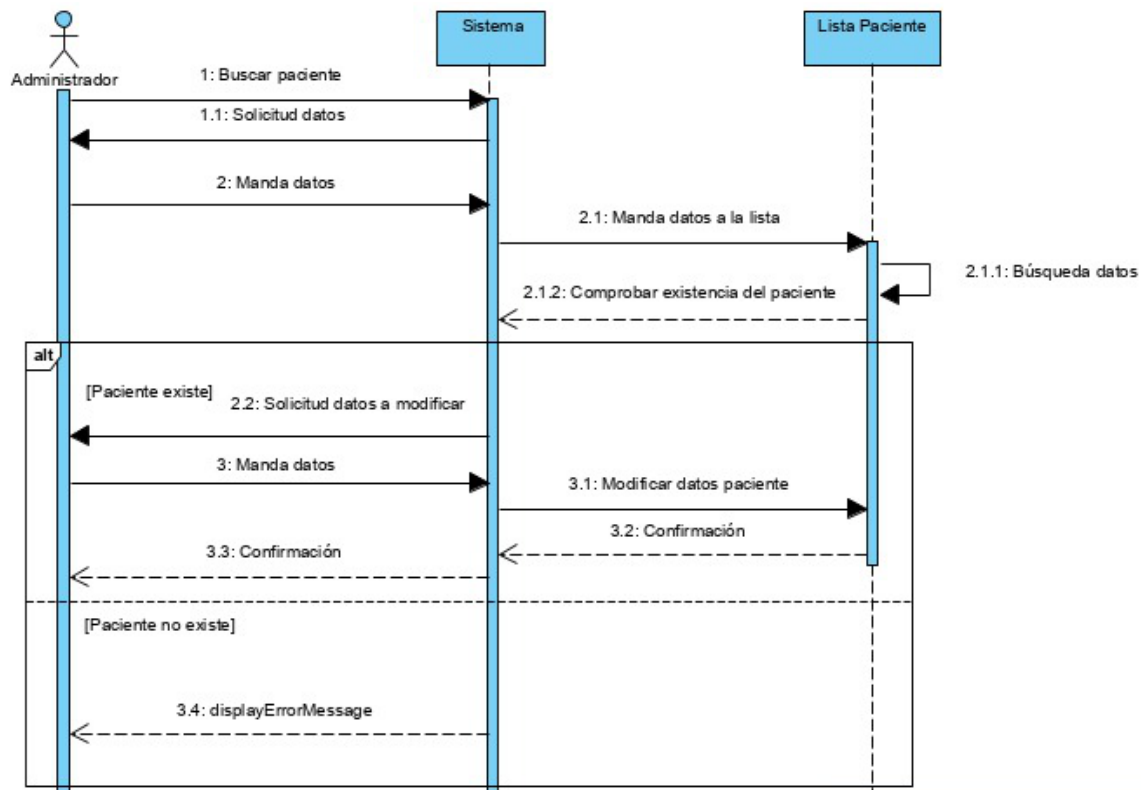 Sistema
Lista Paciente
Administrador
1: Buscar paciente
1.1: Solicitud datos
2: Manda datos
2.1: Manda datos a la lista
2.1.1: Búsqueda datos
2.1.2: Comprobar existencia del paciente
alt
[Paciente existe]
2.2: Solicitud datos a modificar
3: Manda datos
3.1: Modificar datos paciente
3.2: Confirmación
3.3: Confirmación
[Paciente no existe]
3.4: displayErrorMessage